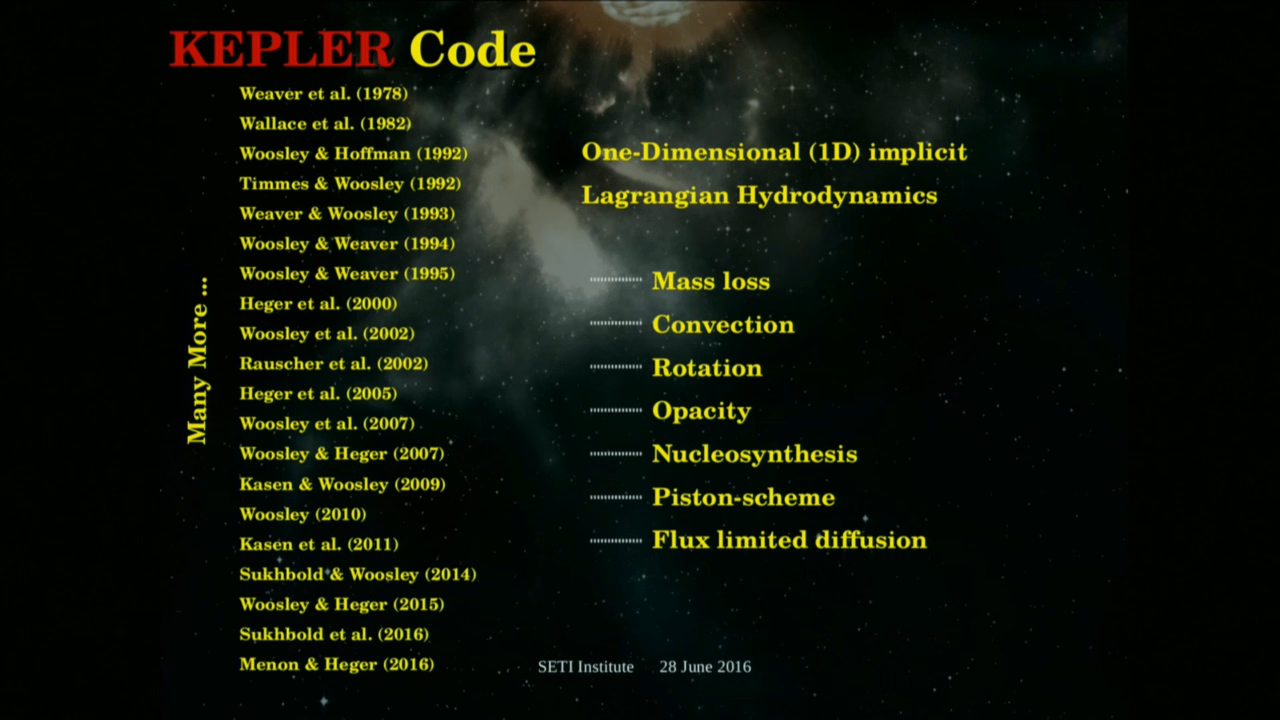 KEPLER Code
Weaver et al. (1978)
Wallace et al. (1982)
Woosley & Hoffman (1992)
Timmes & Woosley (1992)
Weaver & Woosley (1993)
Woosley & Weaver (1994)
Woosley & Weaver (1995)
Heger et al. (2000)
Woosley et al. (2002)
Rauscher et al. (2002)
Heger et al. (2005)
Woosley et al. (2007)
Woosley & Heger (2007)
Kasen & Woosley (2009)
Woosley (2010)
Kasen et al. (2011)
Sukhbold & Woosley (2014)
Woosley & Heger (2015)
Sukhbold et al. (2016)
Menon & Heger (2016)
Many More ...
One-Dimensional (1D) implicit
Lagrangian Hydrodynamics
Mass loss
Convection
Rotation
Opacity
Nucleosynthesis
Piston-scheme
Flux limited diffusion
SETI Institute 28 June 2016